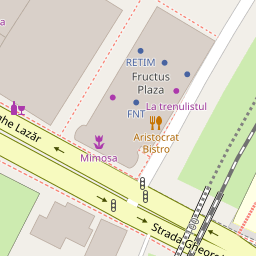 RETIM
Fructus
Plaza
La trenulistul
FNT
Aristocrat
Bistro
Mimosa
he Lazăr
Strada Gheor